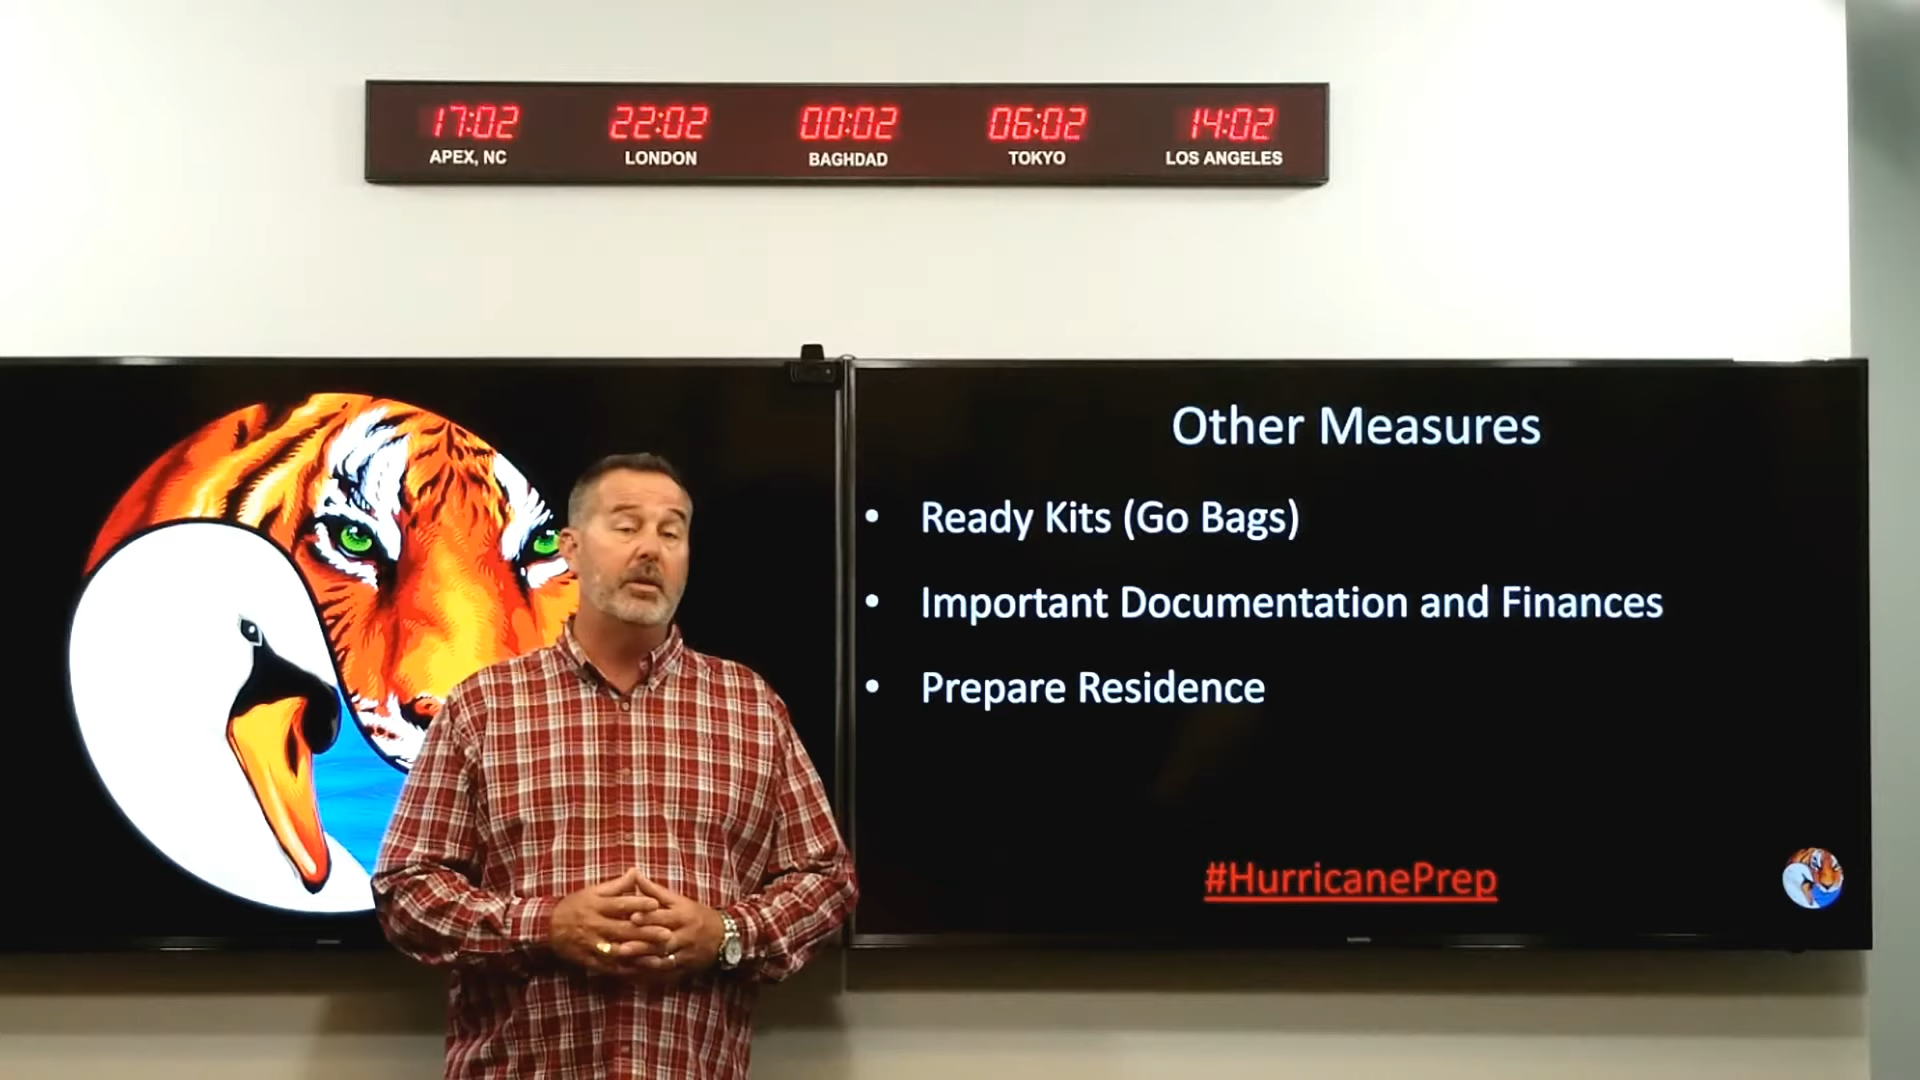 17:02 22:02 00:02 06:02 14:02
APEX, NC LONDON BAGHDAD TOKYO LOS ANGELES
Other Measures
• Ready Kits (Go Bags)
• Important Documentation and Finances
• Prepare Residence
#HurricanePrep